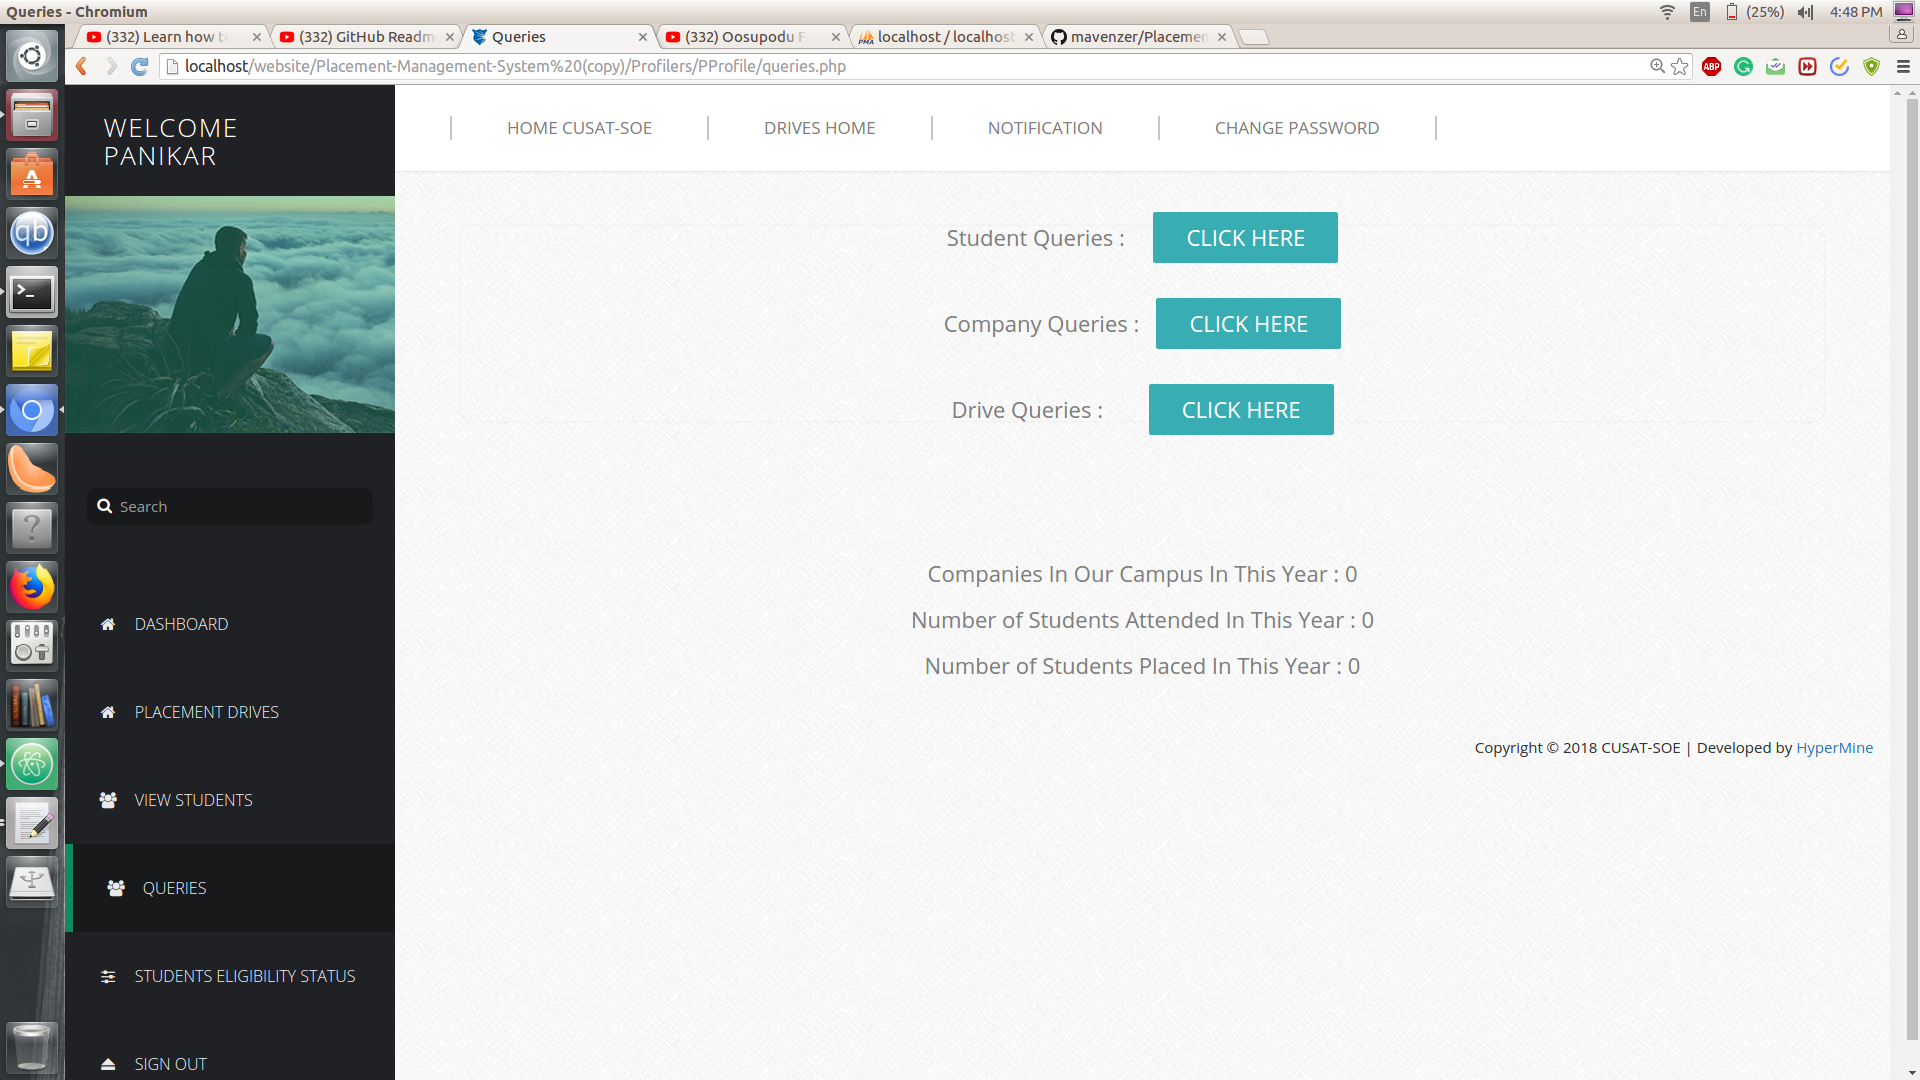 Queries - Chromium
En
(25%)
4:48 PM
(332) Learn how t
(332) GitHub Readm
Queries
(332) Oosupodu F
localhost / localhost
mavenzer/Placemen
localhost/website/Placement-Management-System%20(copy)/Profilers/PProfile/queries.php
ABP
WELCOME
PANIKAR
HOME CUSAT-SOE
DRIVES HOME
NOTIFICATION
CHANGE PASSWORD
Student Queries :
CLICK HERE
Company Queries :
CLICK HERE
Drive Queries :
CLICK HERE
Search
Companies In Our Campus In This Year : 0
Number of Students Attended In This Year : 0
Number of Students Placed In This Year : 0
Copyright © 2018 CUSAT-SOE | Developed by HyperMine
DASHBOARD
PLACEMENT DRIVES
VIEW STUDENTS
QUERIES
STUDENTS ELIGIBILITY STATUS
SIGN OUT
qb